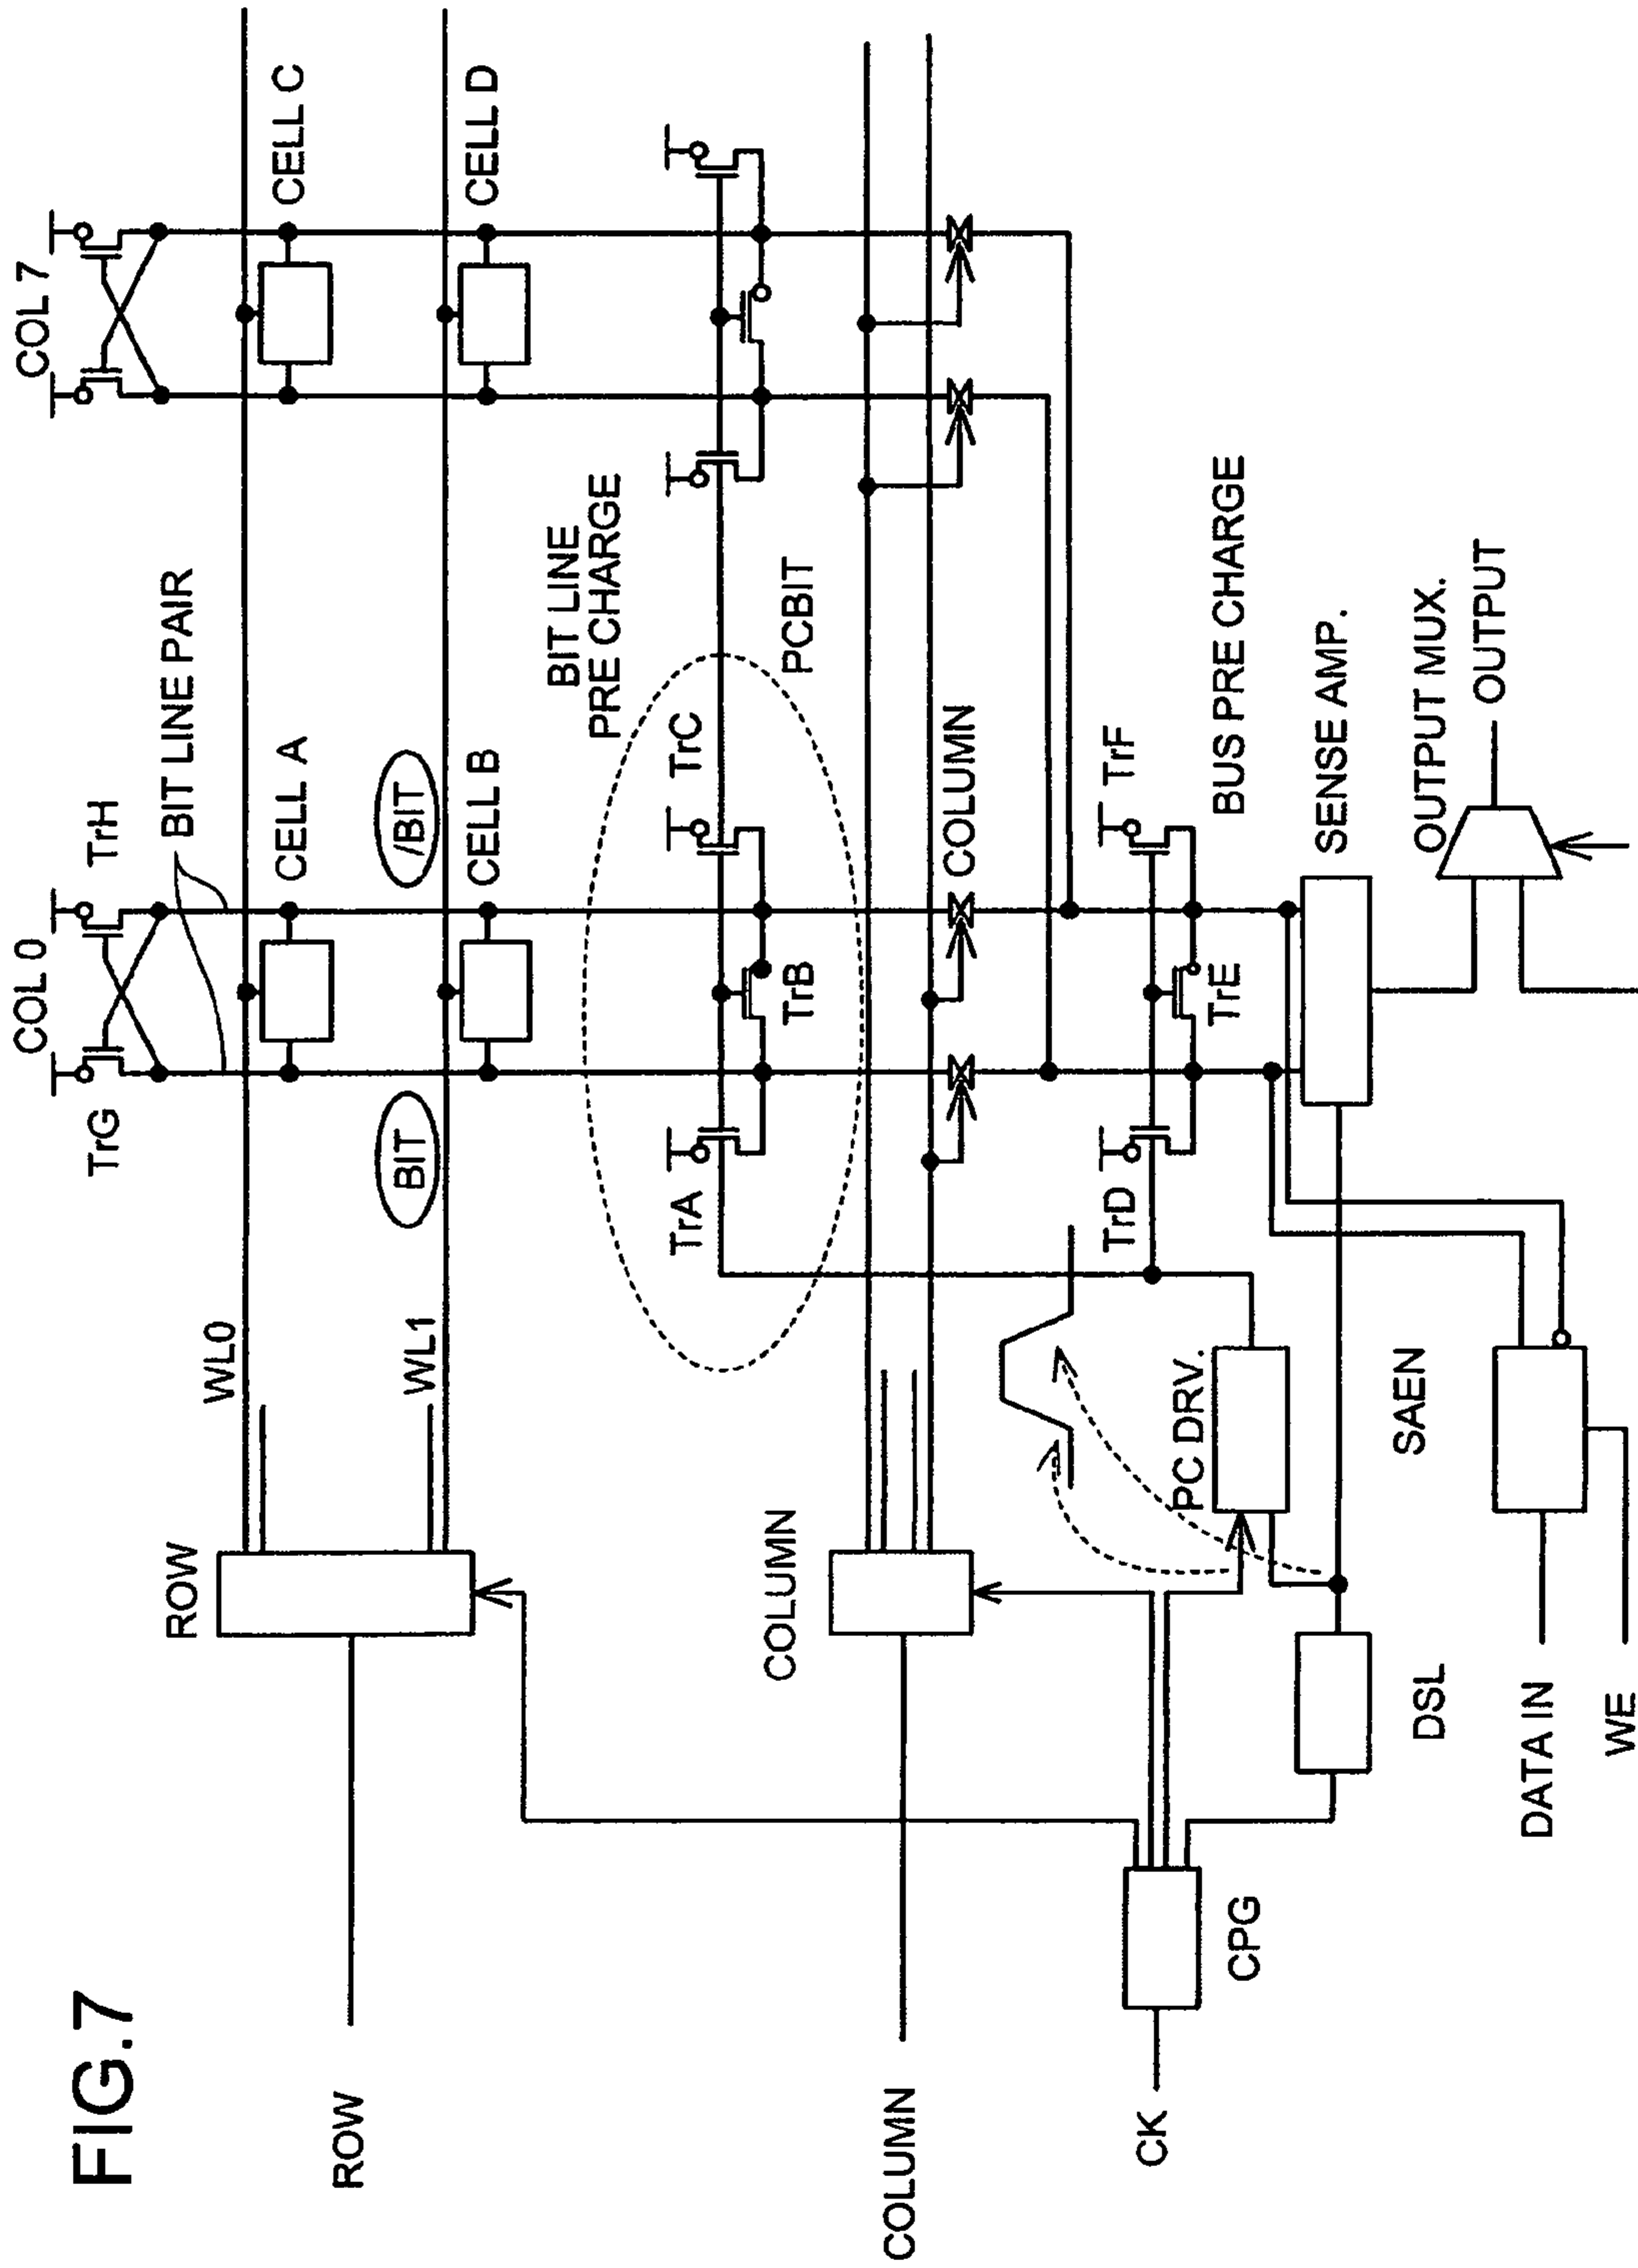 FIG.7
COL 0
COL 7
TrG
TrH
BIT LINE PAIR
ROW
ROW
WL0
WL1
CELL A
CELL C
BIT
/BIT
CELL B
CELL D
BIT LINE
PRE CHARGE
TrA
TrB
TrC
PCBIT
COLUMN
COLUMN
COLUMN
CK
CPG
PC DRV.
TrD
TrE
TrF
BUS PRE CHARGE
SENSE AMP.
DSL
SAEN
OUTPUT MUX.
OUTPUT
DATA IN
WE